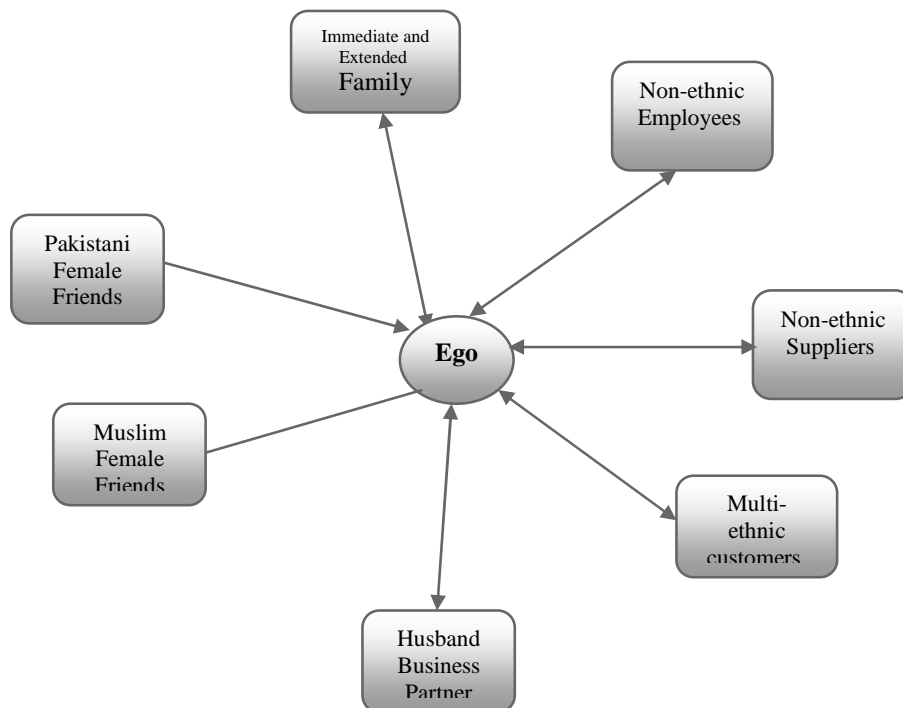 Immediate and
Extended
Family
Non-ethnic
Employees
Pakistani
Female
Friends
Non-ethnic
Suppliers
Ego
Muslim
Female
Friends
Multi-
ethnic
customers
Husband
Business
Partner